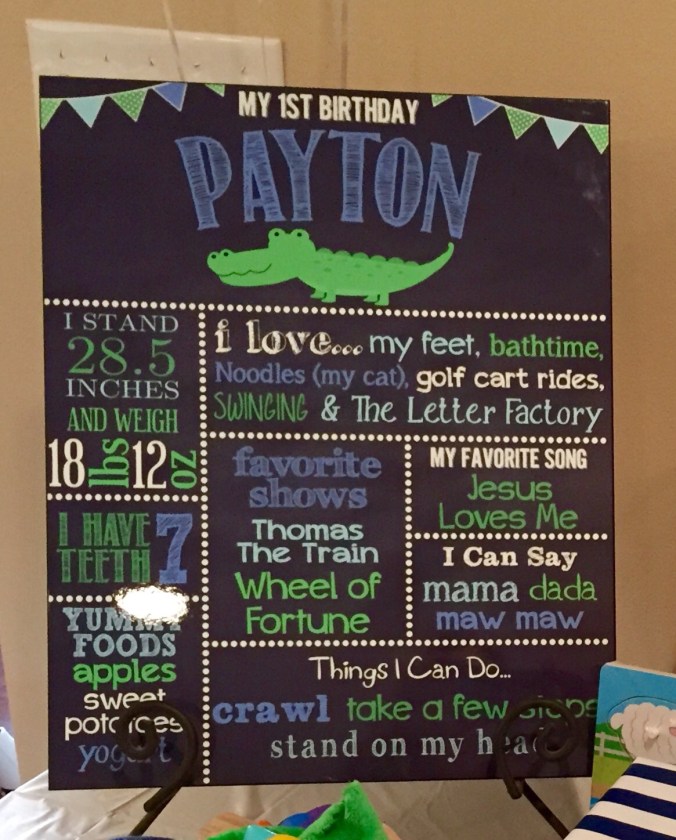 MY 1ST BIRTHDAY
PAYTON
I STAND
28.5
INCHES
AND WEIGH
18 lbs 12 oz
I HAVE
TEETH 7
YUMMY
FOODS
apples
sweet
potatoes
yogurt
i love... my feet, bathtime,
Noodles (my cat), golf cart rides,
SWINGING & The Letter Factory
favorite
shows
Thomas
The Train
Wheel of
Fortune
MY FAVORITE SONG
Jesus
Loves Me
I Can Say
mama dada
maw maw
Things I Can Do...
crawl take a few steps
stand on my head